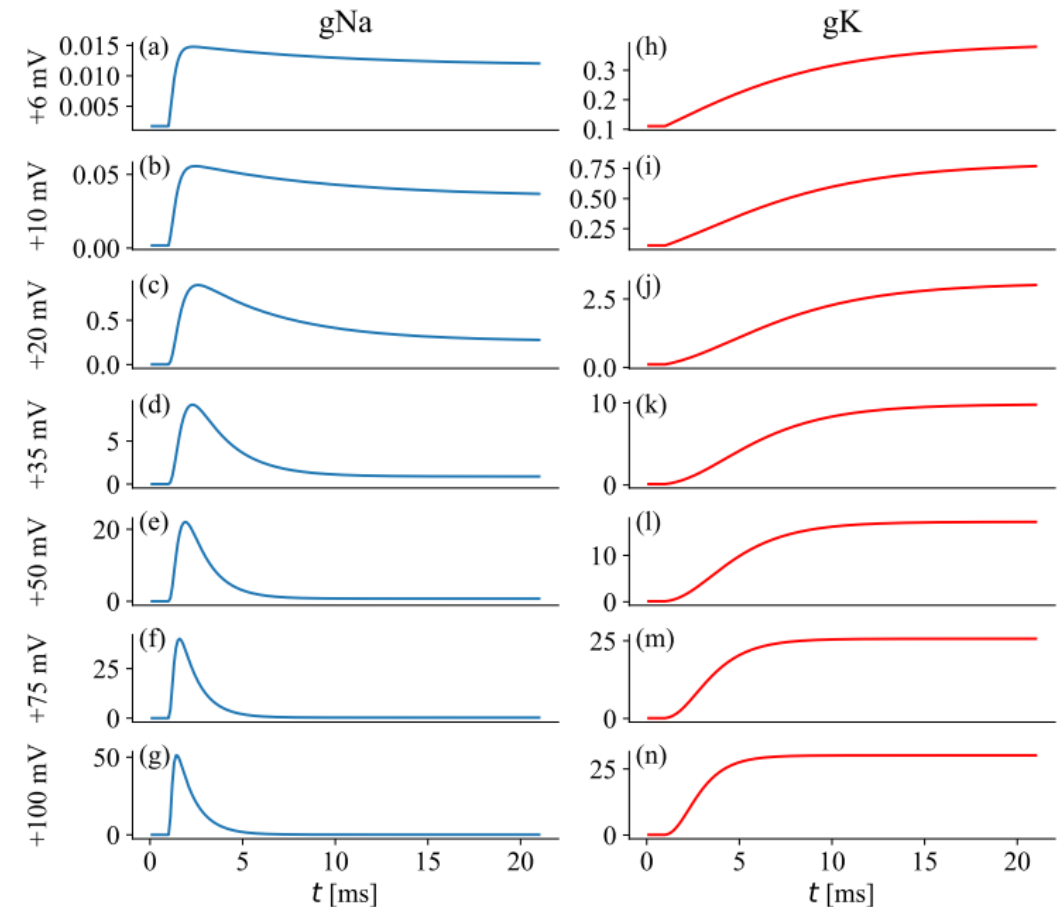 gNa gK
+6 mV
0.015
0.010
0.005
(a)
0.3
0.2
0.1
(h)
+10 mV
0.05
0.00
(b)
0.75
0.50
0.25
(i)
+20 mV
0.5
0.0
(c)
2.5
0.0
(j)
+35 mV
5
0
(d)
10
0
(k)
+50 mV
20
0
(e)
10
0
(l)
+75 mV
25
0
(f)
25
0
(m)
+100 mV
50
0
(g)
25
0
(n)
0 5 10 15 20
t [ms]
0 5 10 15 20
t [ms]